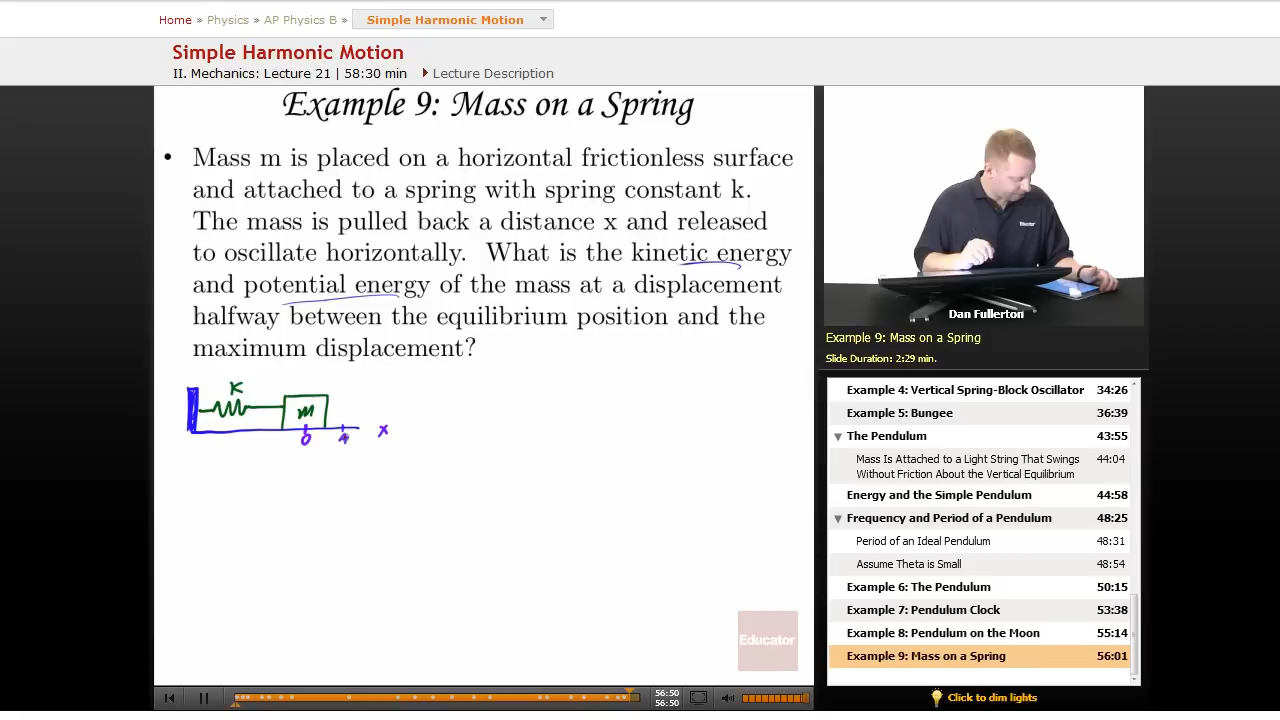 Home » Physics » AP Physics B » Simple Harmonic Motion
Simple Harmonic Motion
II. Mechanics: Lecture 21 | 58:30 min Lecture Description
Example 9: Mass on a Spring
• Mass m is placed on a horizontal frictionless surface
and attached to a spring with spring constant k.
The mass is pulled back a distance x and released
to oscillate horizontally. What is the kinetic energy
and potential energy of the mass at a displacement
halfway between the equilibrium position and the
maximum displacement?
K
m
0 A x
Educator
Educator
Dan Fullerton
Example 9: Mass on a Spring
Slide Duration: 2:29 min.
Example 4: Vertical Spring-Block Oscillator 34:26
Example 5: Bungee 36:39
The Pendulum 43:55
Mass Is Attached to a Light String That Swings 44:04
Without Friction About the Vertical Equilibrium
Energy and the Simple Pendulum 44:58
Frequency and Period of a Pendulum 48:25
Period of an Ideal Pendulum 48:31
Assume Theta is Small 48:54
Example 6: The Pendulum 50:15
Example 7: Pendulum Clock 53:38
Example 8: Pendulum on the Moon 55:14
Example 9: Mass on a Spring 56:01
56:50
56:50
Click to dim lights